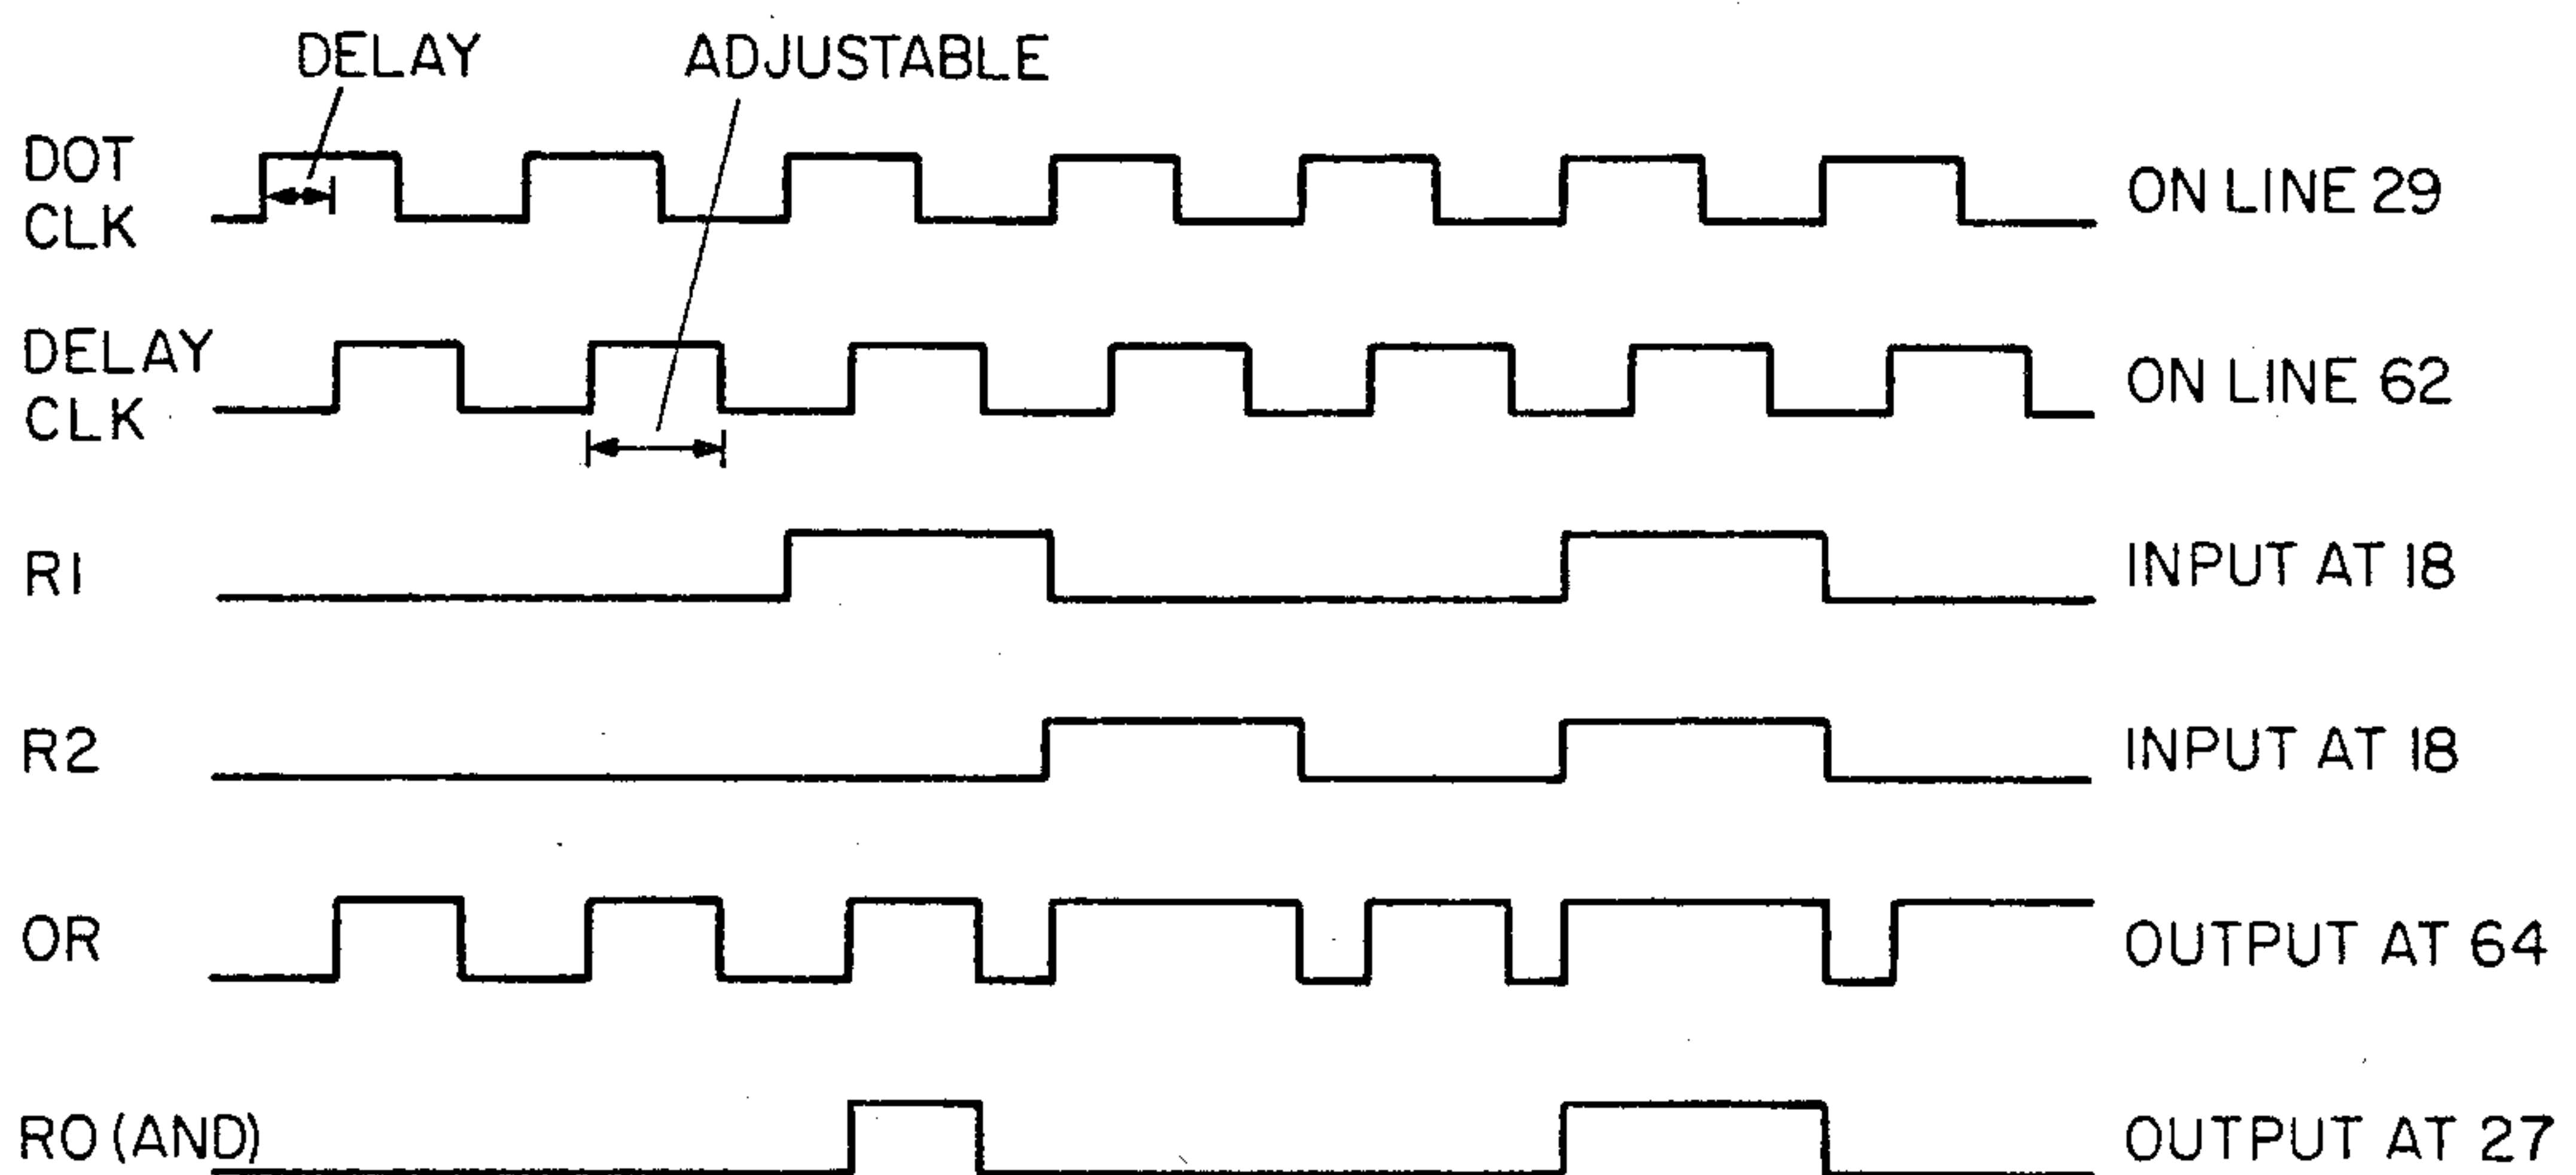 DELAY ADJUSTABLE
DOT
CLK
ON LINE 29
DELAY
CLK
ON LINE 62
R1
INPUT AT 18
R2
INPUT AT 18
OR
OUTPUT AT 64
RO (AND)
OUTPUT AT 27